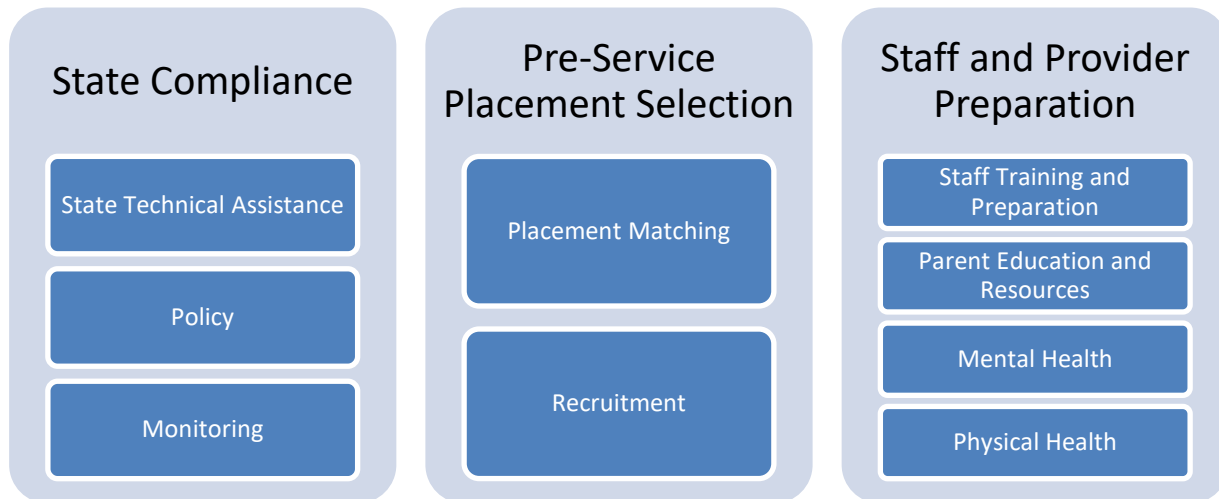 State Compliance
State Technical Assistance
Policy
Monitoring
Pre-Service
Placement Selection
Placement Matching
Recruitment
Staff and Provider
Preparation
Staff Training and
Preparation
Parent Education and
Resources
Mental Health
Physical Health